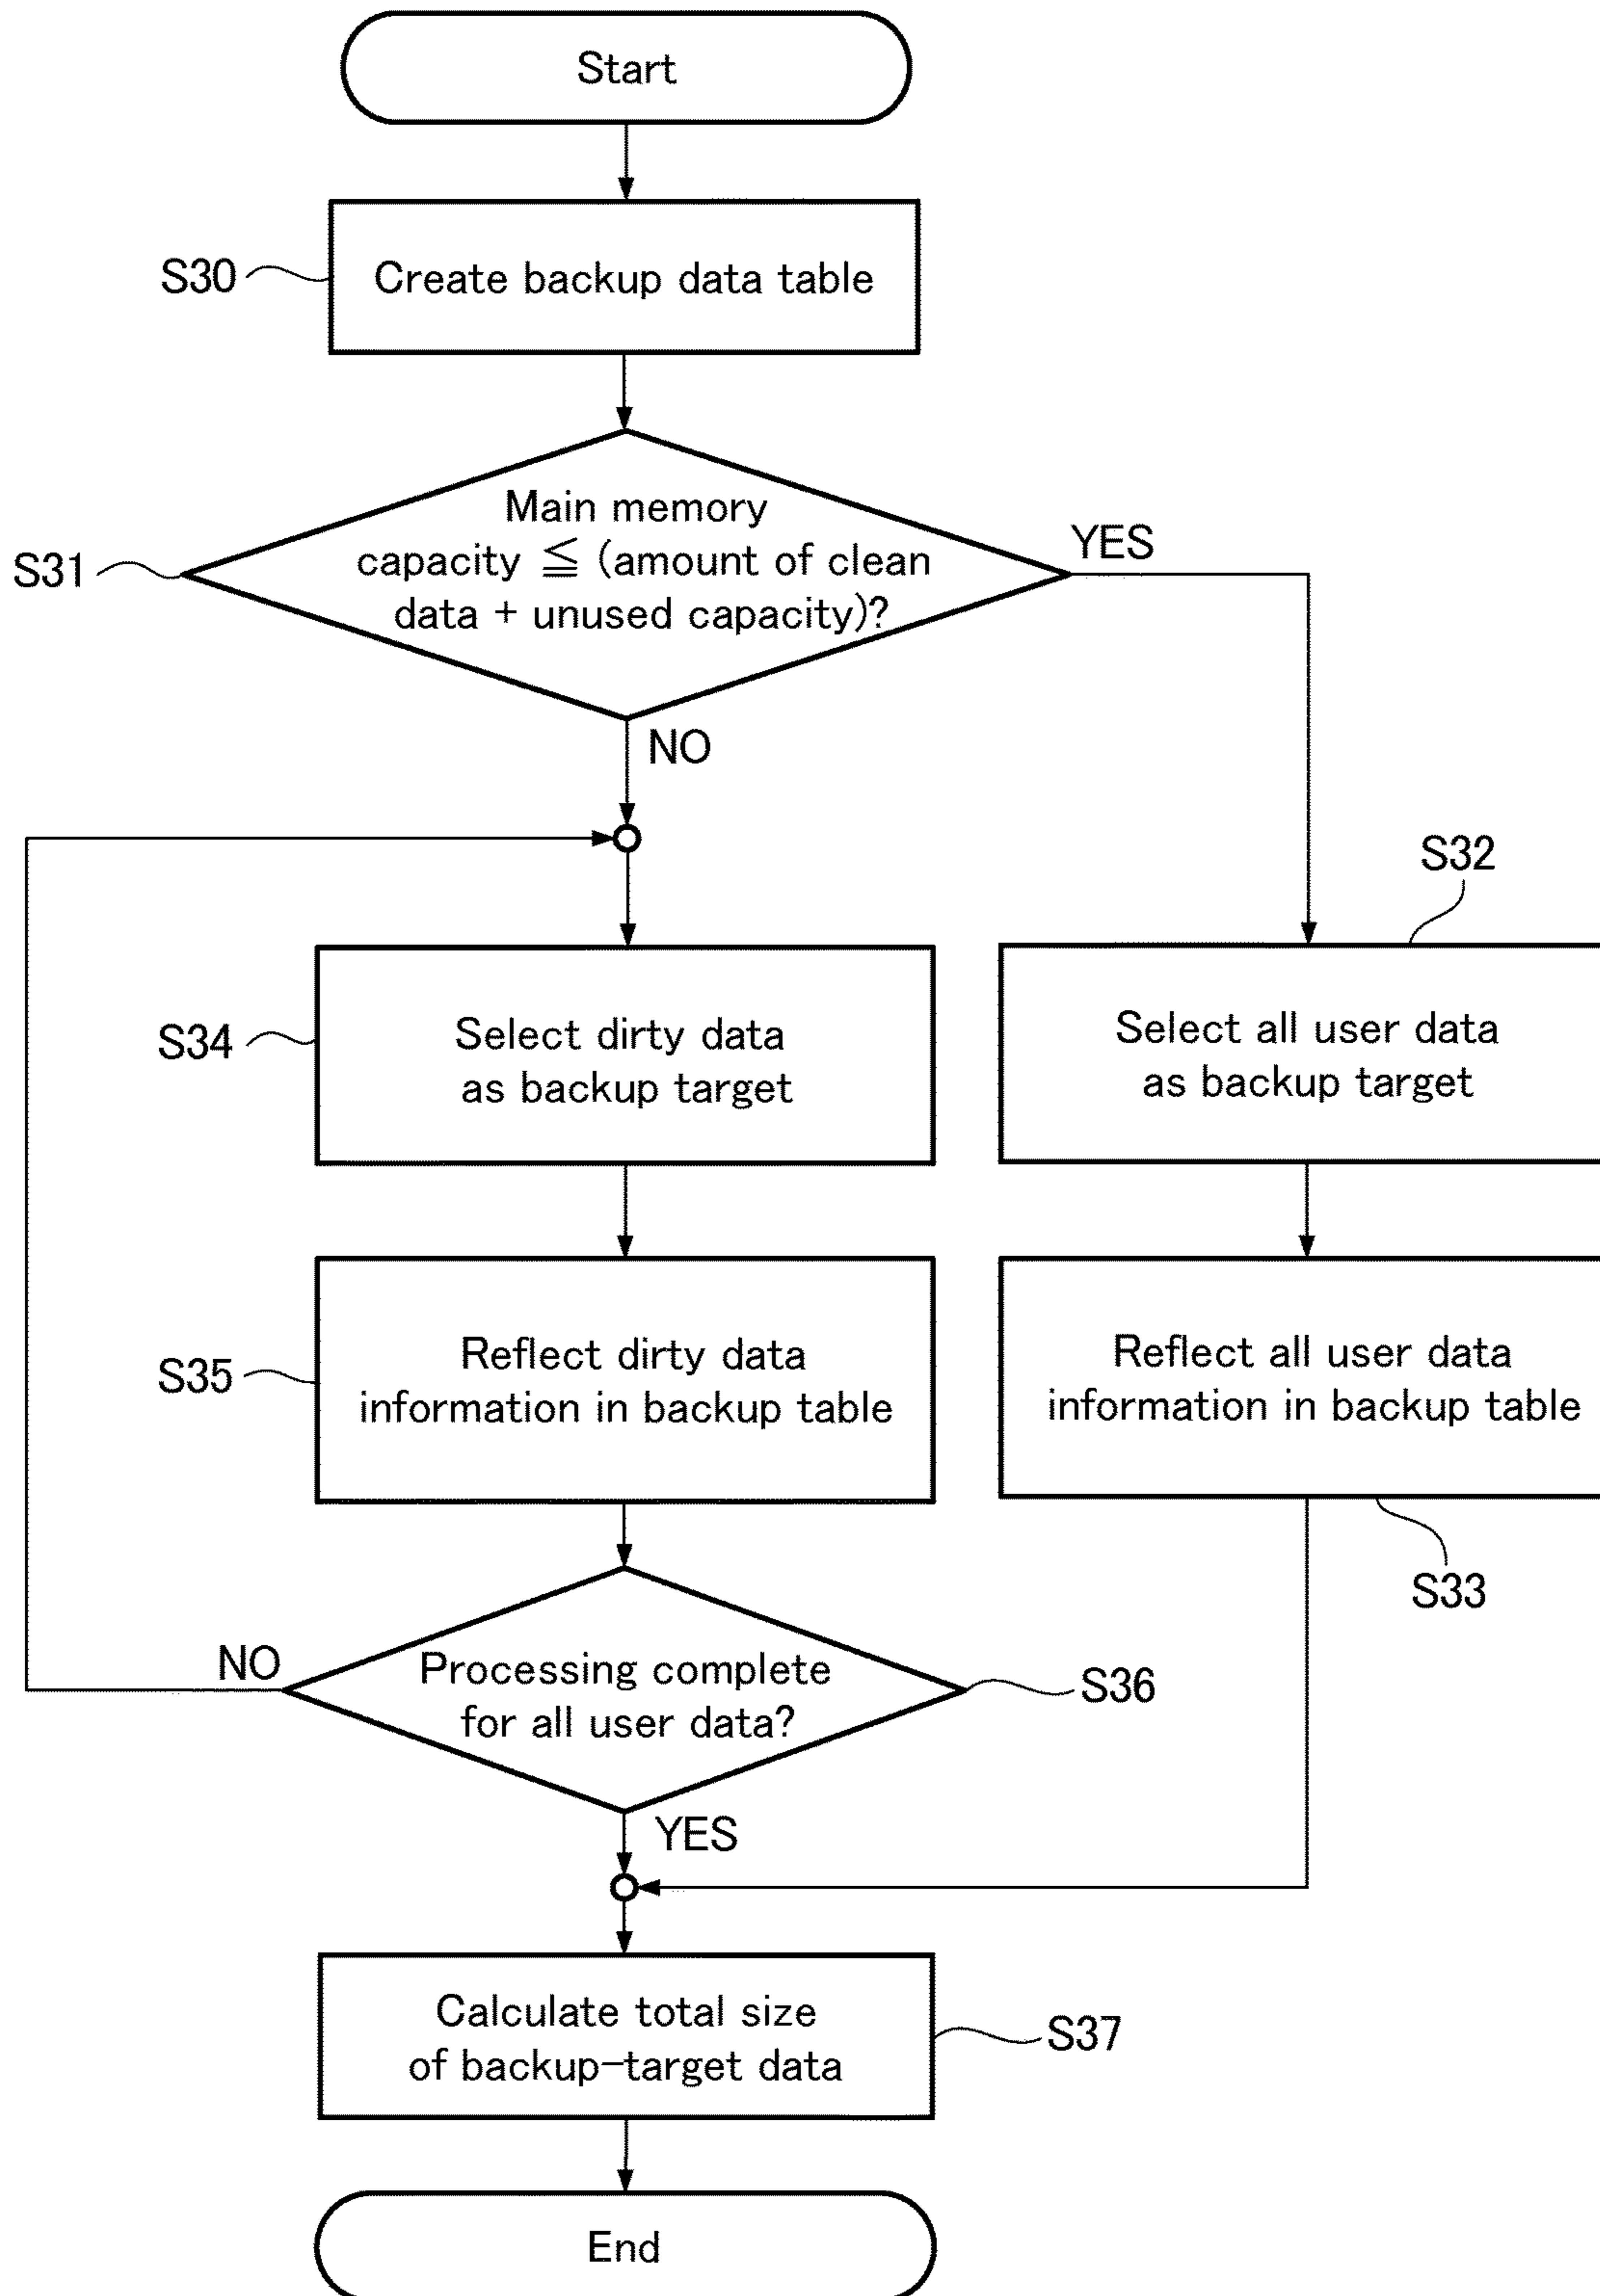 Start
S30
Create backup data table
S31
Main memory
capacity ≦ (amount of clean
data + unused capacity)?
YES
NO
S32
S34
Select dirty data
as backup target
Select all user data
as backup target
S35
Reflect dirty data
information in backup table
Reflect all user data
information in backup table
S33
NO
Processing complete
for all user data?
S36
YES
Calculate total size
of backup-target data
S37
End